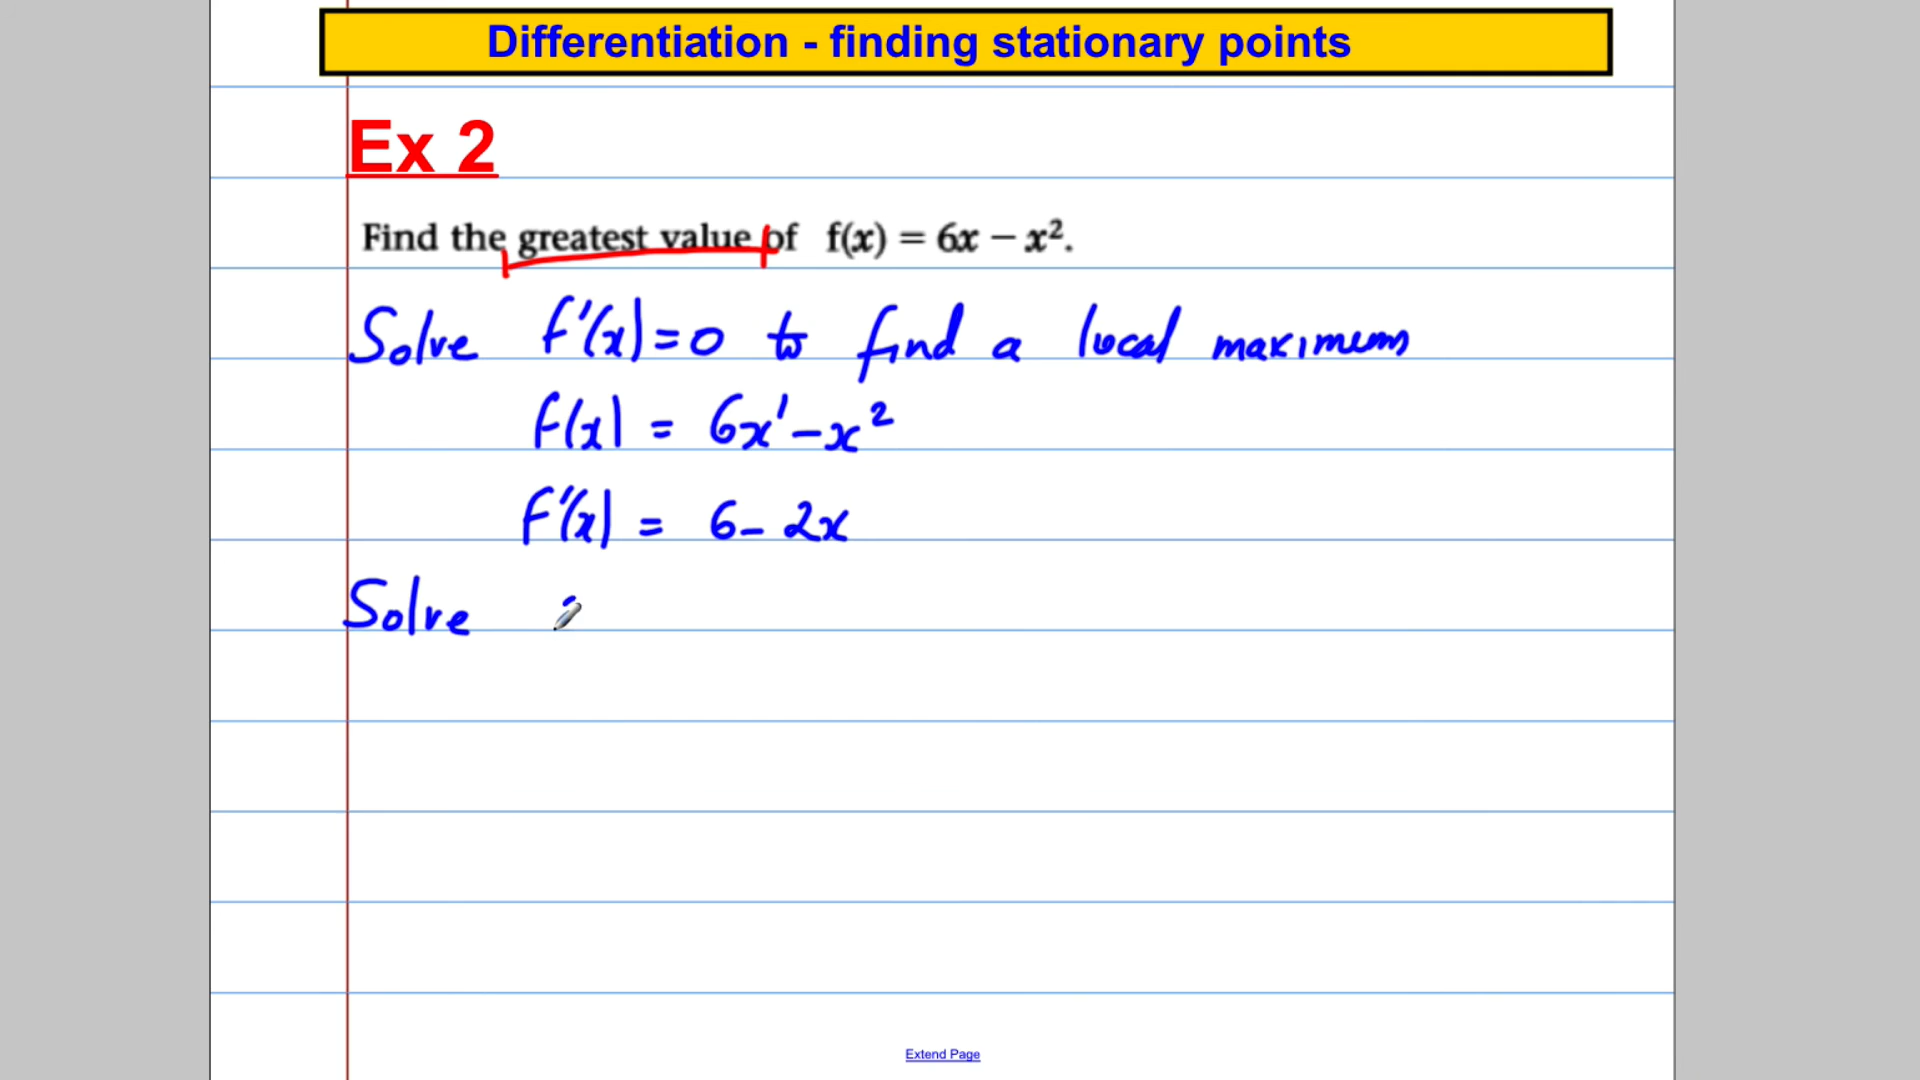 Differentiation - finding stationary points
Ex 2
Find the greatest value of f(x) = 6x − x².
Solve f'(x)=0 to find a local maximum
f(x) = 6x¹−x²
f'(x) = 6− 2x
Solve
Extend Page